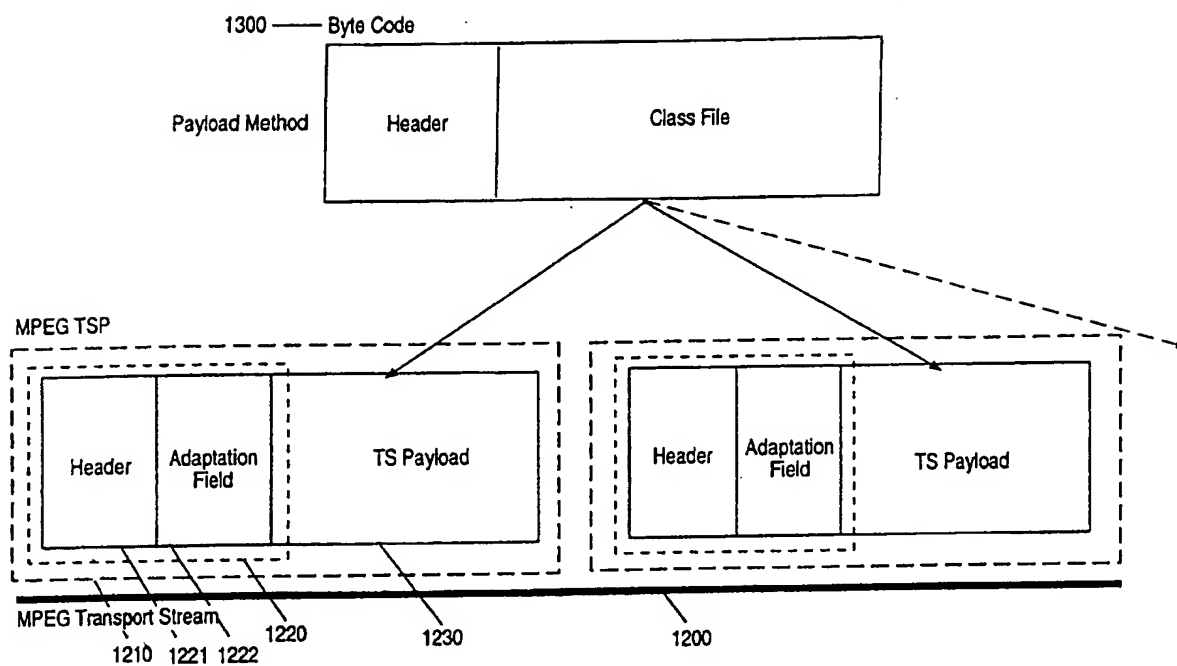 1300 Byte Code
Payload Method
Header
Class File
MPEG TSP
Header
Adaptation
Field
TS Payload
Header
Adaptation
Field
TS Payload
MPEG Transport Stream
1210
1221
1222
1220
1230
1200